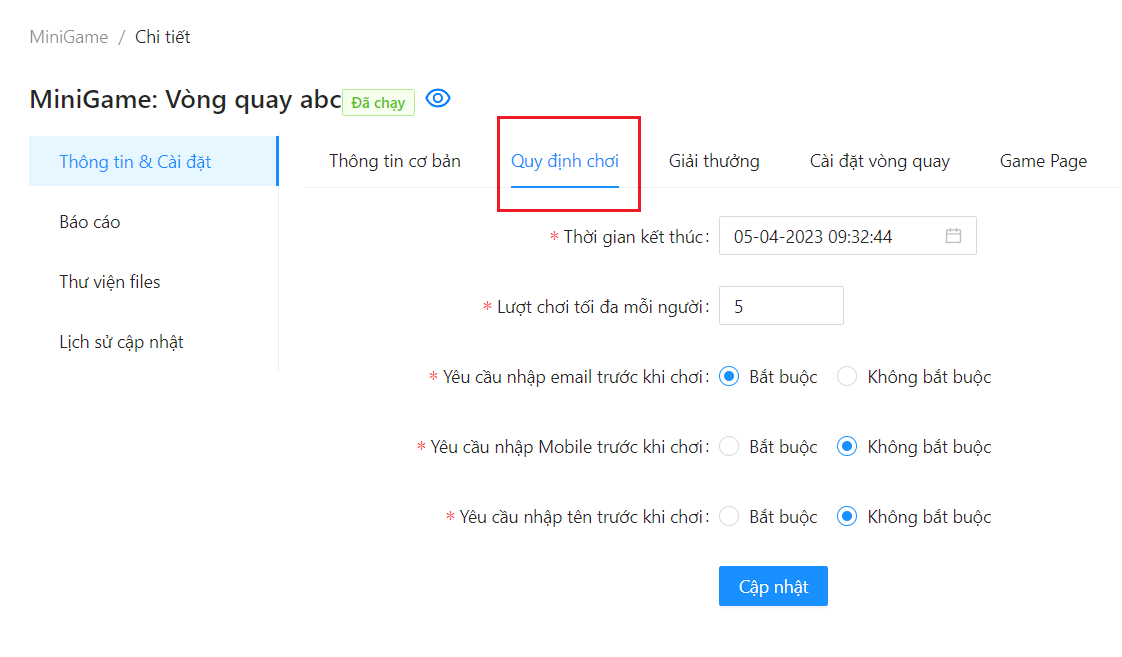 MiniGame / Chi tiết
MiniGame: Vòng quay abc Đã chạy
Thông tin & Cài đặt
Báo cáo
Thư viện files
Lịch sử cập nhật
Thông tin cơ bản Quy định chơi Giải thưởng Cài đặt vòng quay Game Page
* Thời gian kết thúc: 05-04-2023 09:32:44
* Lượt chơi tối đa mỗi người: 5
* Yêu cầu nhập email trước khi chơi: Bắt buộc Không bắt buộc
* Yêu cầu nhập Mobile trước khi chơi: Bắt buộc Không bắt buộc
* Yêu cầu nhập tên trước khi chơi: Bắt buộc Không bắt buộc
Cập nhật